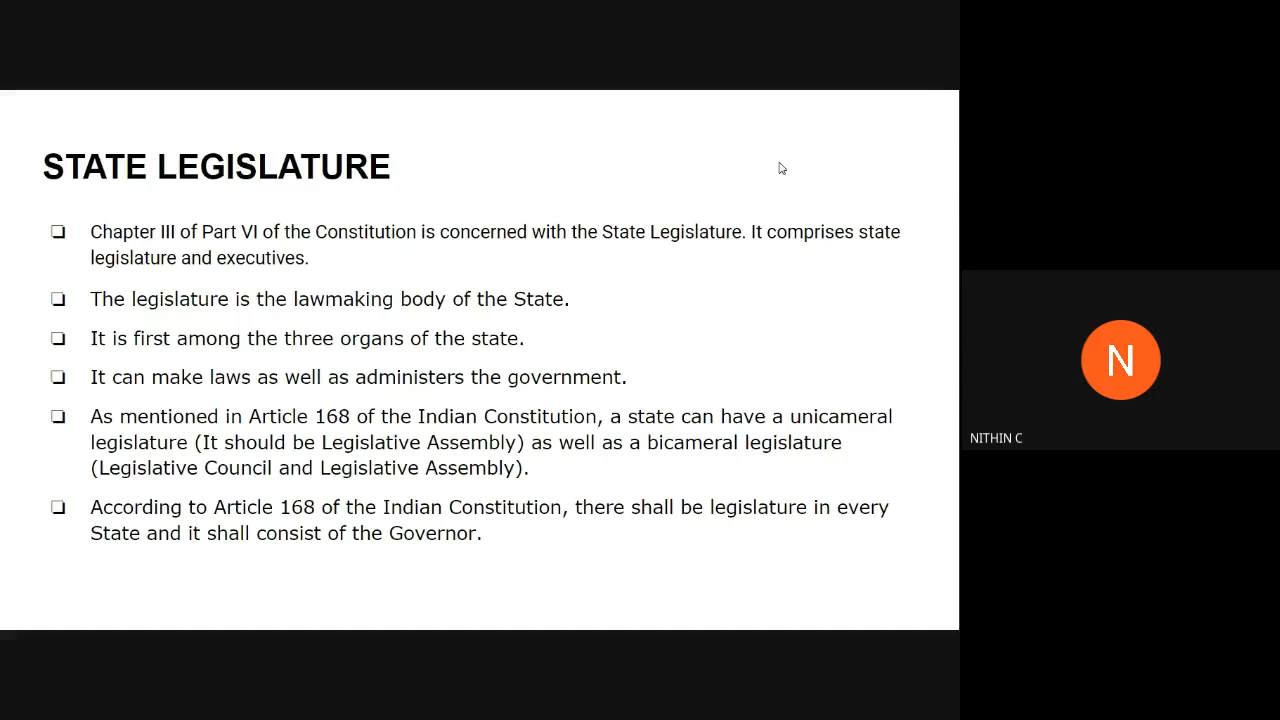 STATE LEGISLATURE
Chapter III of Part VI of the Constitution is concerned with the State Legislature. It comprises state
legislature and executives.
The legislature is the lawmaking body of the State.
It is first among the three organs of the state.
It can make laws as well as administers the government.
As mentioned in Article 168 of the Indian Constitution, a state can have a unicameral
legislature (It should be Legislative Assembly) as well as a bicameral legislature
(Legislative Council and Legislative Assembly).
According to Article 168 of the Indian Constitution, there shall be legislature in every
State and it shall consist of the Governor.
N
NITHIN C